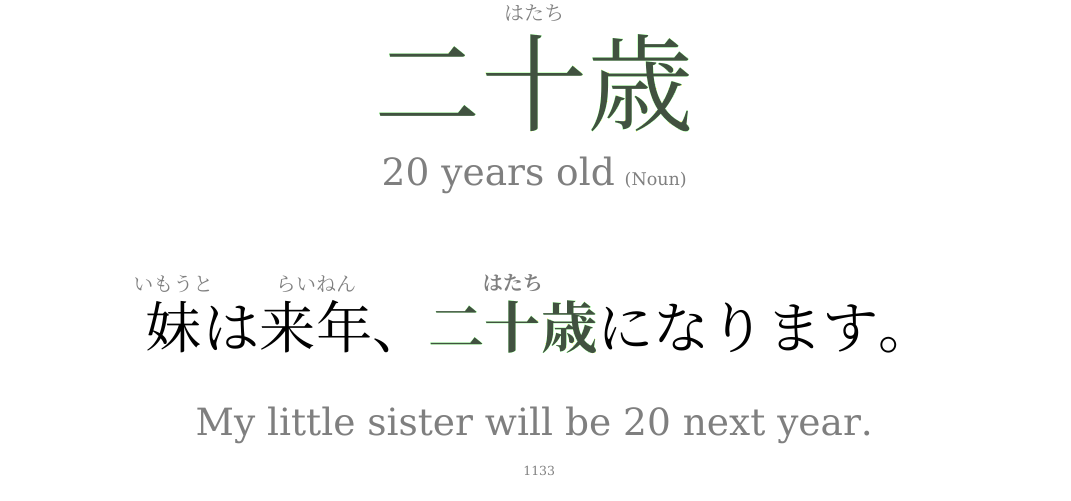 はたち
二十歳
20 years old (Noun)
いもうと らいねん はたち
妹は来年、二十歳になります。
My little sister will be 20 next year.
1133